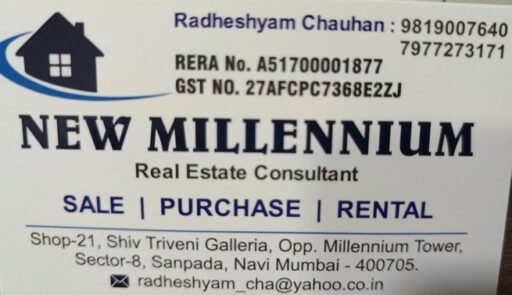 Radheshyam Chauhan : 9819007640
7977273171
RERA No. A51700001877
GST NO. 27AFCPC7368E2ZJ
NEW MILLENNIUM
Real Estate Consultant
SALE | PURCHASE | RENTAL
Shop-21, Shiv Triveni Galleria, Opp. Millennium Tower,
Sector-8, Sanpada, Navi Mumbai - 400705.
radheshyam_cha@yahoo.co.in